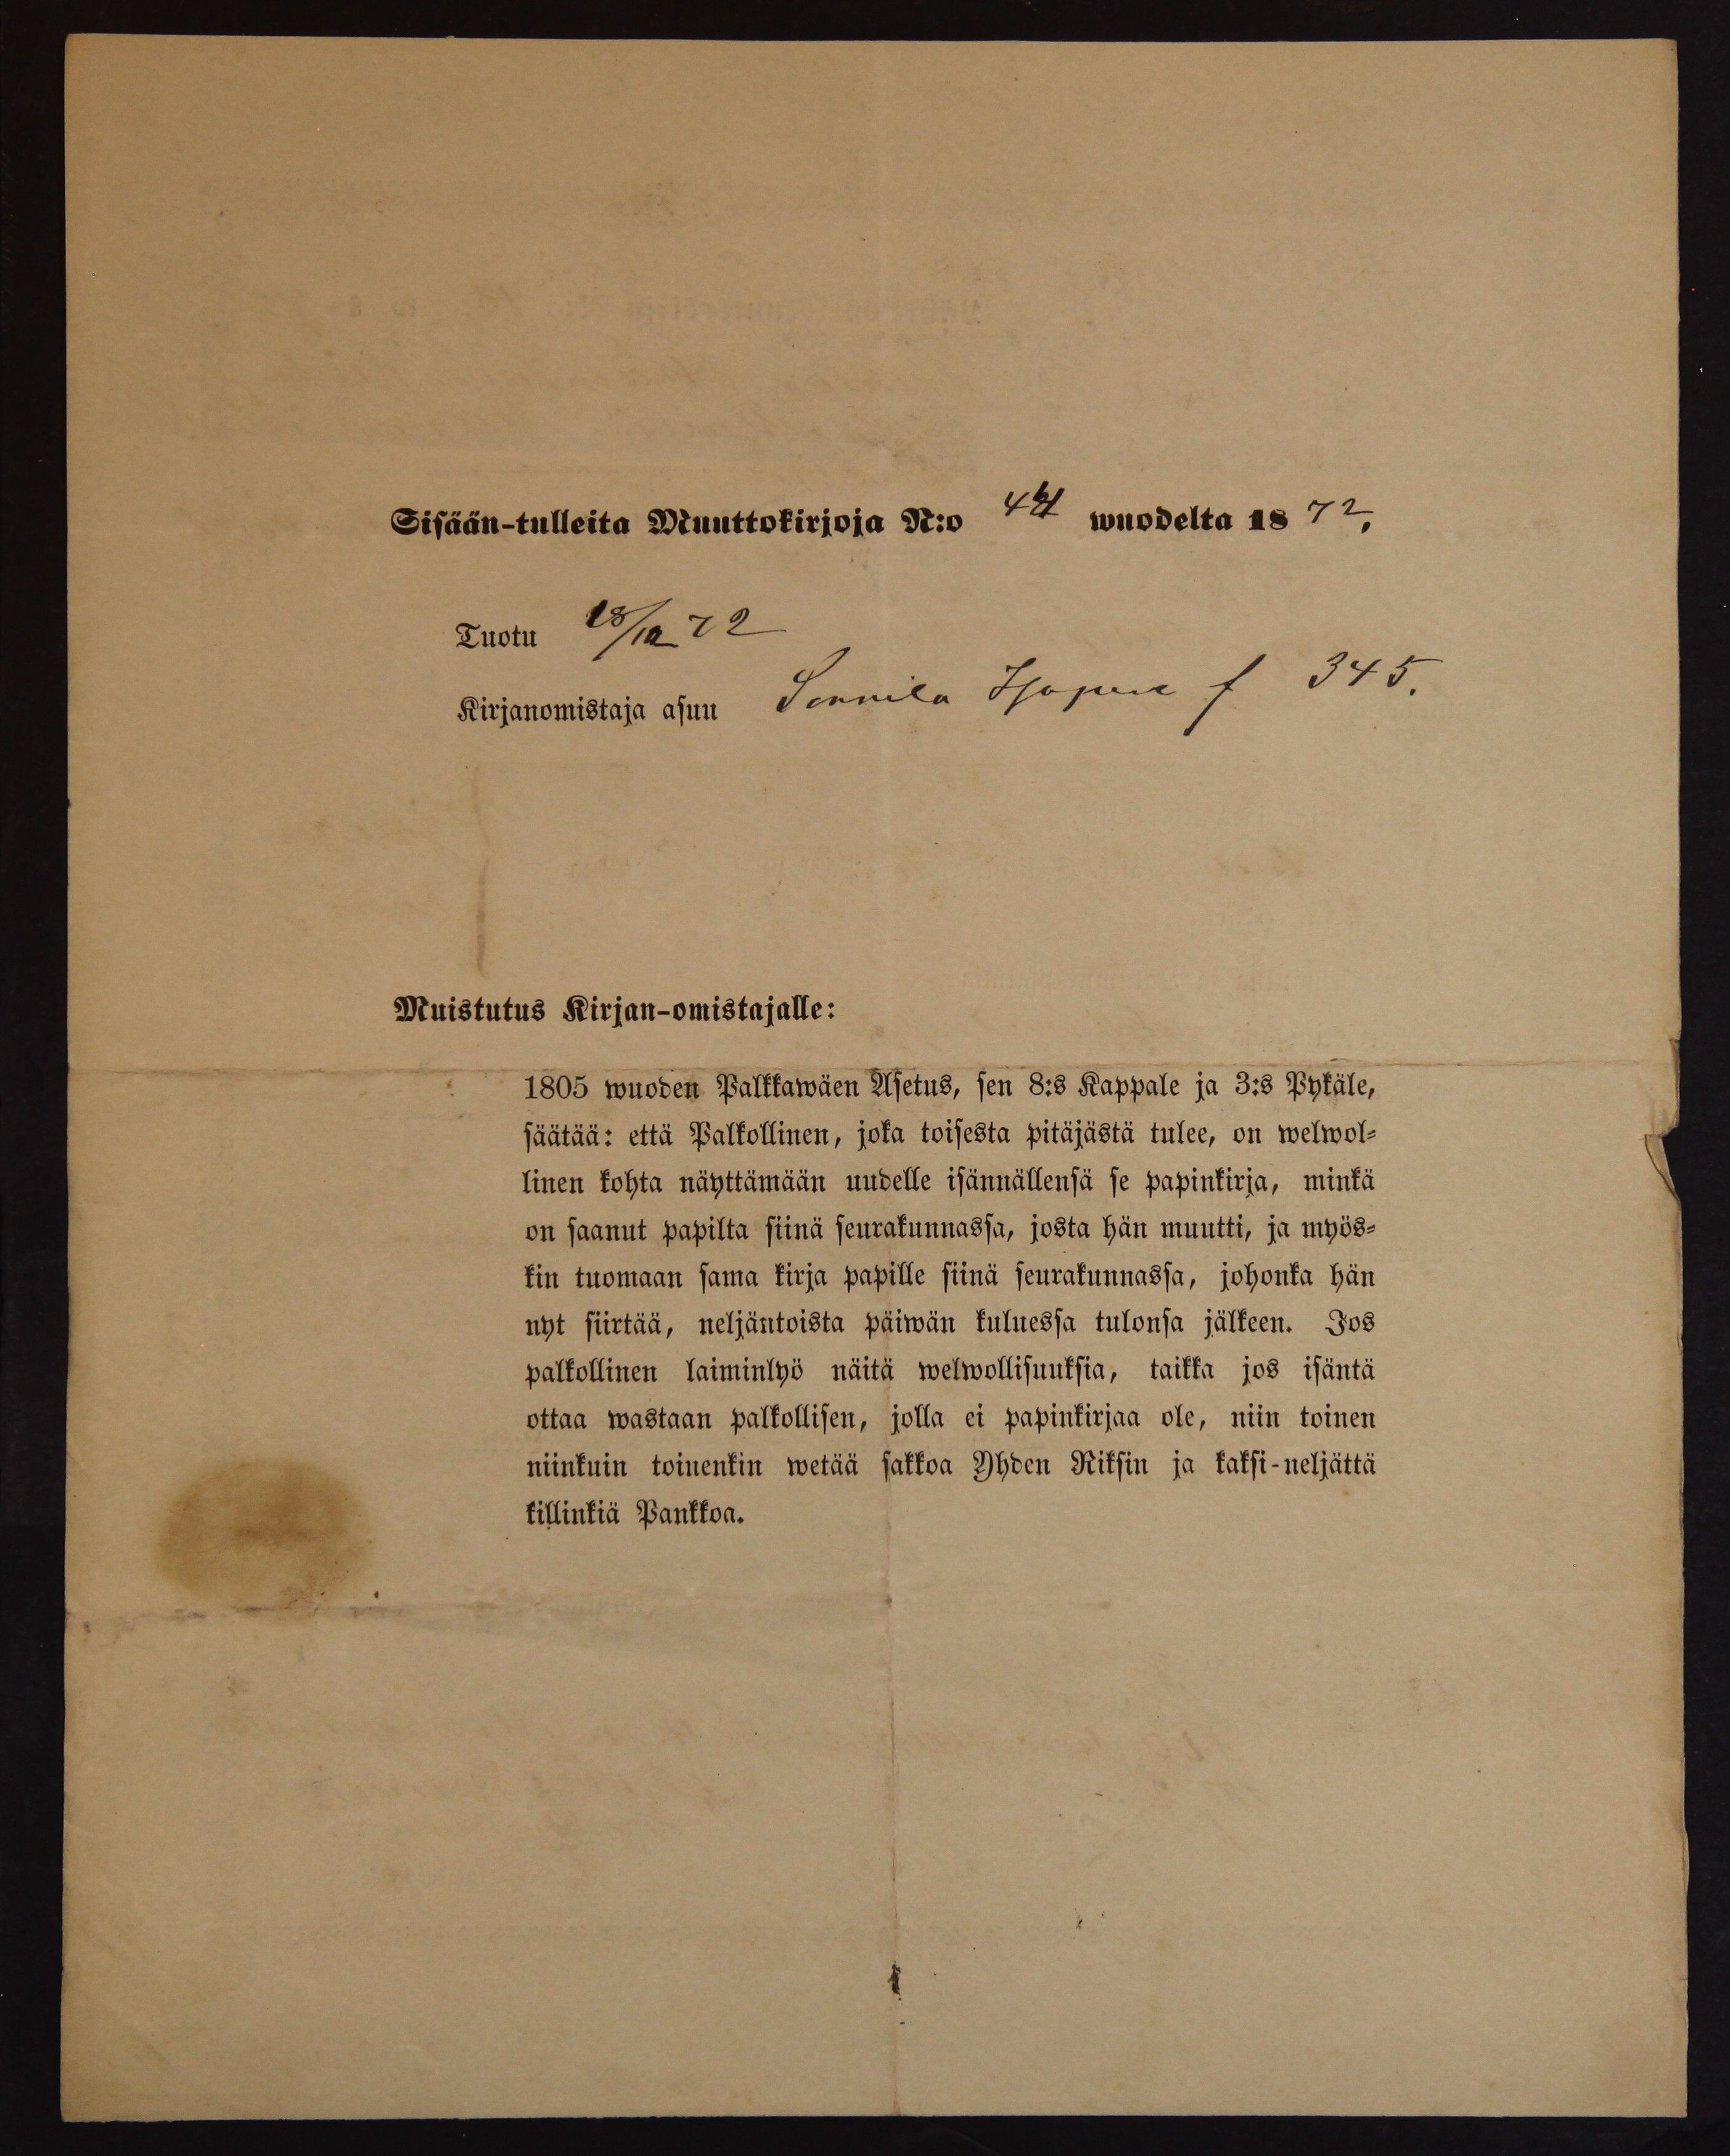 Sisään-tulleita Muuttokirjoja N:o 44 wuodelta 1872,
Tuotu 18/12 72
Kirjanomistaja asuu Sonnila f 345.
Muistutus Kirjan-omistajalle:
1805 wuoden Palkkawäen Asetus, sen 8:s Kappale ja 3:s Pykäle,
säätää: että Palkollinen, joka toisesta pitäjästä tulee, on welwol-
linen kohta näyttämään uudelle isännällensä se papinkirja, minkä
on saanut papilta siinä seurakunnassa, josta hän muutti, ja myös-
kin tuomaan sama kirja papille siinä seurakunnassa, johonka hän
nyt siirtää, neljäntoista päiwän kuluessa tulonsa jälkeen. Jos
palkollinen laiminlyö näitä welwollisuuksia, taikka jos isäntä
ottaa wastaan palkollisen, jolla ei papinkirjaa ole, niin toinen
niinkuin toinenkin wetää sakkoa Yhden Riksin ja kaksi-neljättä
killinkiä Pankkoa.